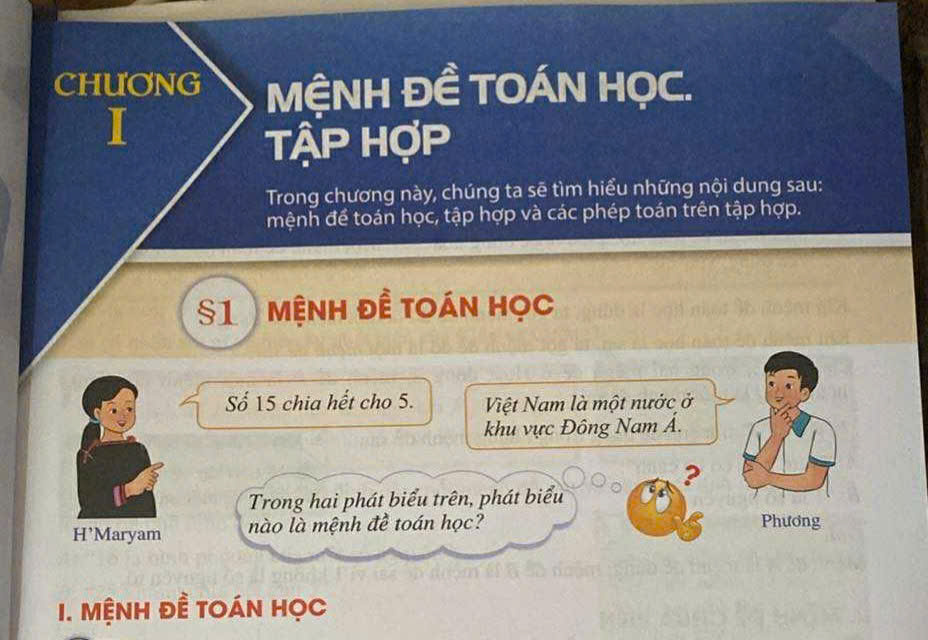 CHƯƠNG
I
MỆNH ĐỀ TOÁN HỌC.
TẬP HỢP
Trong chương này, chúng ta sẽ tìm hiểu những nội dung sau:
mệnh đề toán học, tập hợp và các phép toán trên tập hợp.
§1 MỆNH ĐỀ TOÁN HỌC
Số 15 chia hết cho 5.
Việt Nam là một nước ở
khu vực Đông Nam Á.
Trong hai phát biểu trên, phát biểu
nào là mệnh đề toán học?
?
H’Maryam
Phương
I. MỆNH ĐỀ TOÁN HỌC